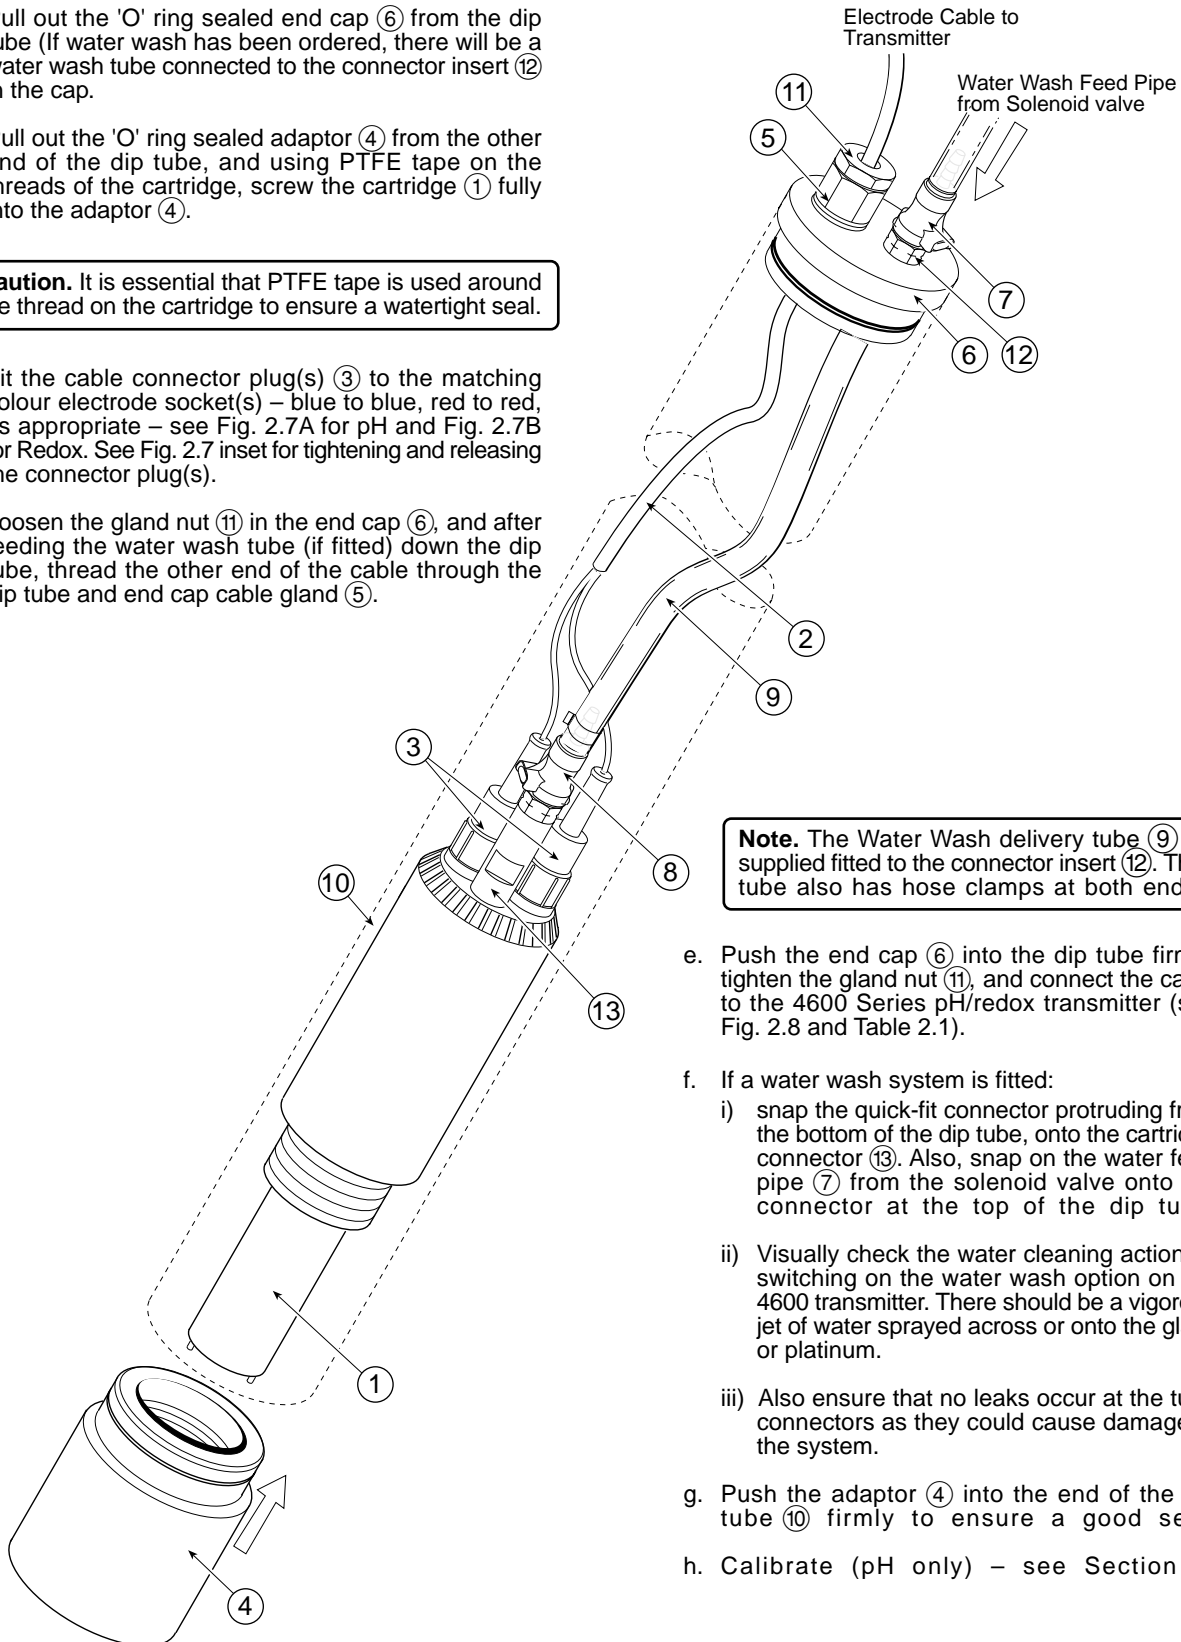 ull out the 'O' ring sealed end cap ⑥ from the dip
ube (If water wash has been ordered, there will be a
vater wash tube connected to the connector insert ⑫
n the cap.
ull out the 'O' ring sealed adaptor ④ from the other
nd of the dip tube, and using PTFE tape on the
hreads of the cartridge, screw the cartridge ① fully
nto the adaptor ④.
aution. It is essential that PTFE tape is used around
e thread on the cartridge to ensure a watertight seal.
it the cable connector plug(s) ③ to the matching
olour electrode socket(s) – blue to blue, red to red,
s appropriate – see Fig. 2.7A for pH and Fig. 2.7B
or Redox. See Fig. 2.7 inset for tightening and releasing
he connector plug(s).
oosen the gland nut ⑪ in the end cap ⑥, and after
eeding the water wash tube (if fitted) down the dip
ube, thread the other end of the cable through the
ip tube and end cap cable gland ⑤.
Electrode Cable to
Transmitter
Water Wash Feed Pipe
from Solenoid valve
⑪
⑤
⑦
⑥ ⑫
②
⑨
③
⑧
⑩
⑬
①
④
Note. The Water Wash delivery tube ⑨
supplied fitted to the connector insert ⑫. Th
tube also has hose clamps at both end
e. Push the end cap ⑥ into the dip tube firm
tighten the gland nut ⑪, and connect the ca
to the 4600 Series pH/redox transmitter (s
Fig. 2.8 and Table 2.1).
f. If a water wash system is fitted:
i) snap the quick-fit connector protruding fr
the bottom of the dip tube, onto the cartric
connector ⑬. Also, snap on the water fe
pipe ⑦ from the solenoid valve onto
connector at the top of the dip tu
ii) Visually check the water cleaning action
switching on the water wash option on
4600 transmitter. There should be a vigoro
jet of water sprayed across or onto the gl
or platinum.
iii) Also ensure that no leaks occur at the tu
connectors as they could cause damage
the system.
g. Push the adaptor ④ into the end of the
tube ⑩ firmly to ensure a good se
h. Calibrate (pH only) – see Section